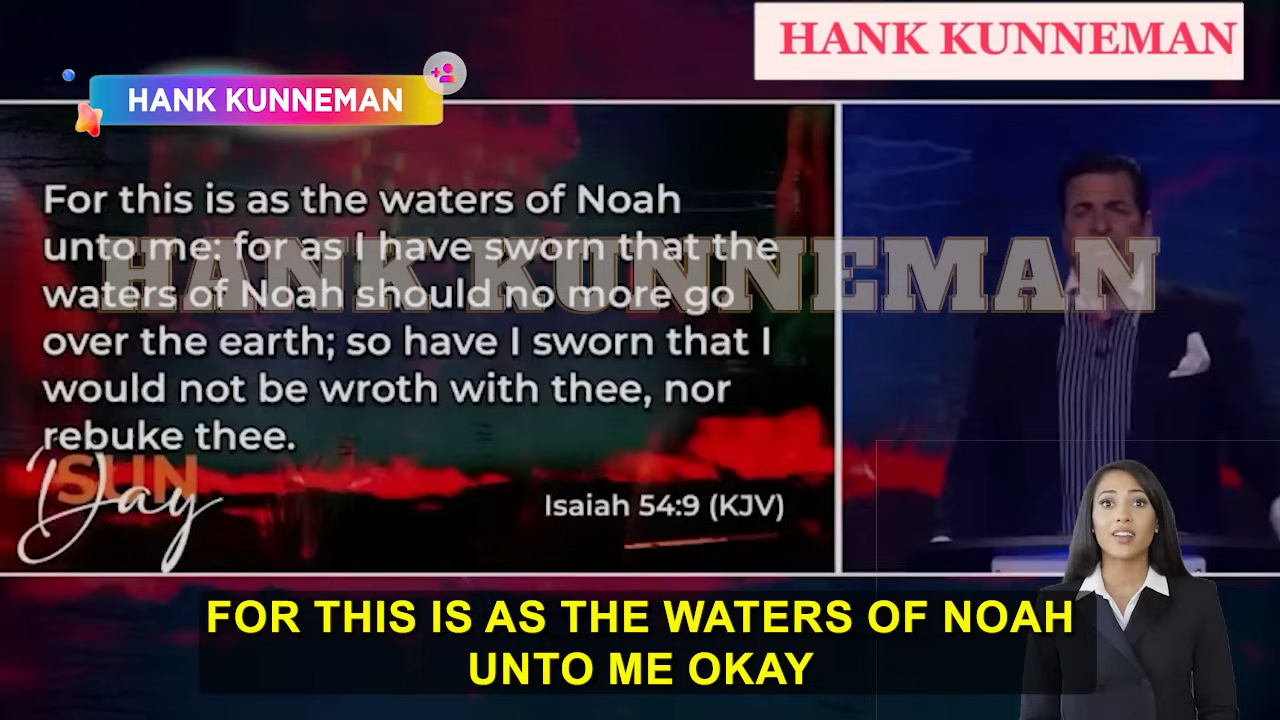 HANK KUNNEMAN
HANK KUNNEMAN
For this is as the waters of Noah
unto me: for as I have sworn that the
HANK KUNNEMAN
waters of Noah should no more go
over the earth; so have I sworn that I
would not be wroth with thee, nor
rebuke thee.
SUN
Day
Isaiah 54:9 (KJV)
FOR THIS IS AS THE WATERS OF NOAH
UNTO ME OKAY